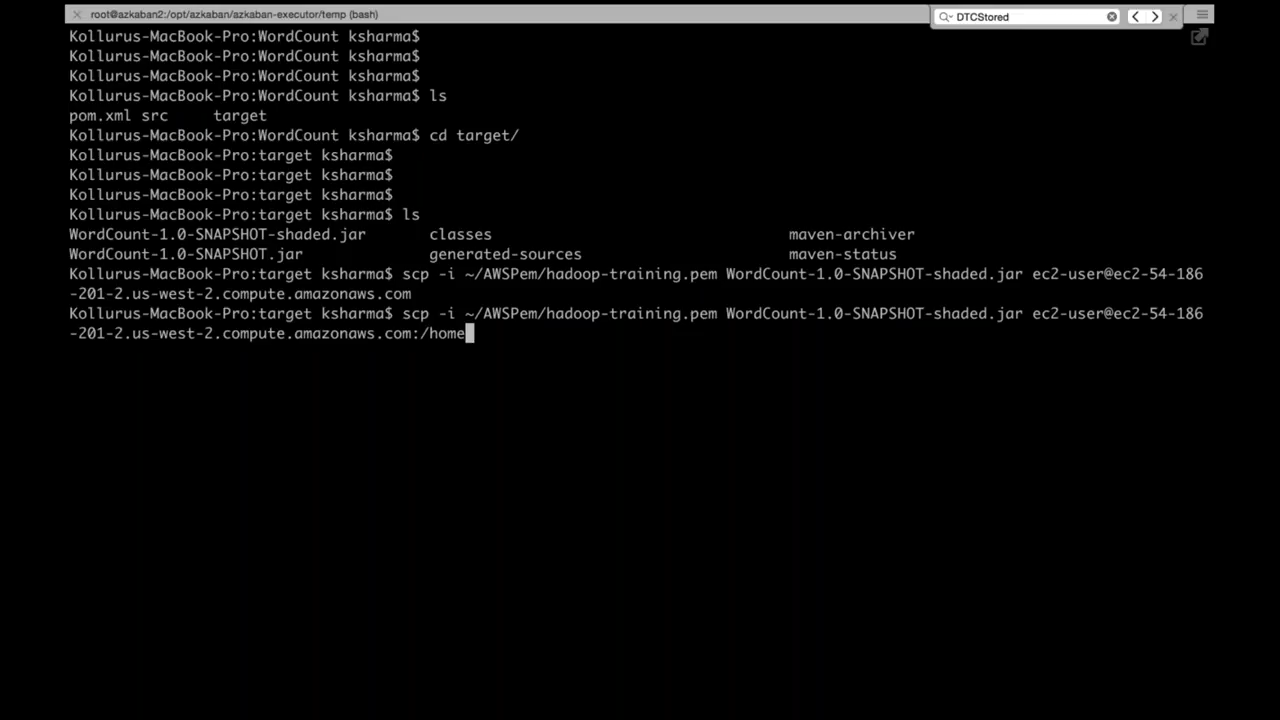 root@azkaban2:/opt/azkaban/azkaban-executor/temp (bash)
DTCStored
Kollurus-MacBook-Pro:WordCount ksharma$
Kollurus-MacBook-Pro:WordCount ksharma$
Kollurus-MacBook-Pro:WordCount ksharma$
Kollurus-MacBook-Pro:WordCount ksharma$ ls
pom.xml src target
Kollurus-MacBook-Pro:WordCount ksharma$ cd target/
Kollurus-MacBook-Pro:target ksharma$
Kollurus-MacBook-Pro:target ksharma$
Kollurus-MacBook-Pro:target ksharma$
Kollurus-MacBook-Pro:target ksharma$ ls
WordCount-1.0-SNAPSHOT-shaded.jar classes maven-archiver
WordCount-1.0-SNAPSHOT.jar generated-sources maven-status
Kollurus-MacBook-Pro:target ksharma$ scp -i ~/AWSPem/hadoop-training.pem WordCount-1.0-SNAPSHOT-shaded.jar ec2-user@ec2-54-186
-201-2.us-west-2.compute.amazonaws.com
Kollurus-MacBook-Pro:target ksharma$ scp -i ~/AWSPem/hadoop-training.pem WordCount-1.0-SNAPSHOT-shaded.jar ec2-user@ec2-54-186
-201-2.us-west-2.compute.amazonaws.com:/home